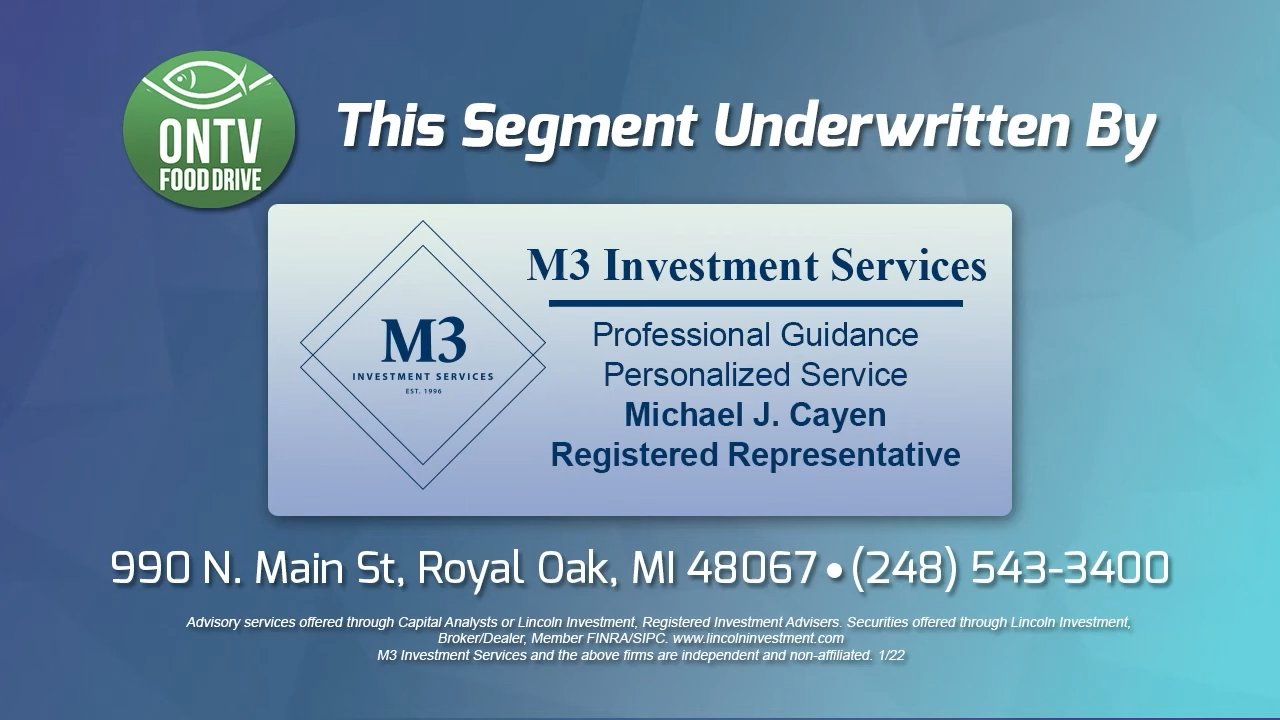 ONTV
FOOD DRIVE
This Segment Underwritten By
M3
INVESTMENT SERVICES
EST. 1996
M3 Investment Services
Professional Guidance
Personalized Service
Michael J. Cayen
Registered Representative
990 N. Main St, Royal Oak, MI 48067•(248) 543-3400
Advisory services offered through Capital Analysts or Lincoln Investment, Registered Investment Advisers. Securities offered through Lincoln Investment,
Broker/Dealer, Member FINRA/SIPC. www.lincolninvestment.com
M3 Investment Services and the above firms are independent and non-affiliated. 1/22